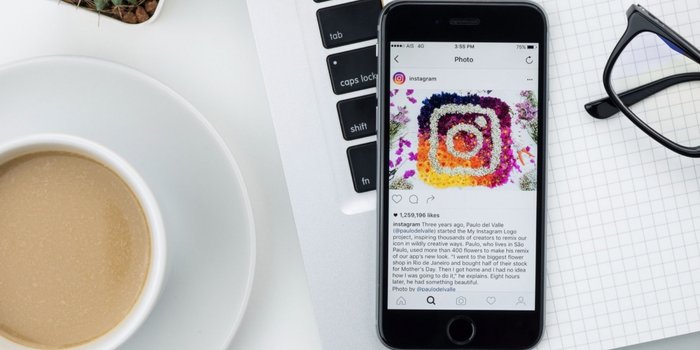 tab
caps lock
shift
fn
AIS 4G 3:55 PM 75%
Photo
instagram
1,259,196 likes
instagram Three years ago, Paulo del Valle
(@paulodelvalle) started the My Instagram Logo
project, inspiring thousands of creators to remix our
icon in wildly creative ways. Paulo, who lives in São
Paulo, used more than 400 flowers to make his remix
of our app's new look. "I went to the biggest flower
shop in Rio de Janeiro and bought half of their stock
for Mother's Day. Then I got home and I had no idea
how I was going to do it," he explains. Eight hours
later, he had something beautiful.
Photo by @paulodelvalle